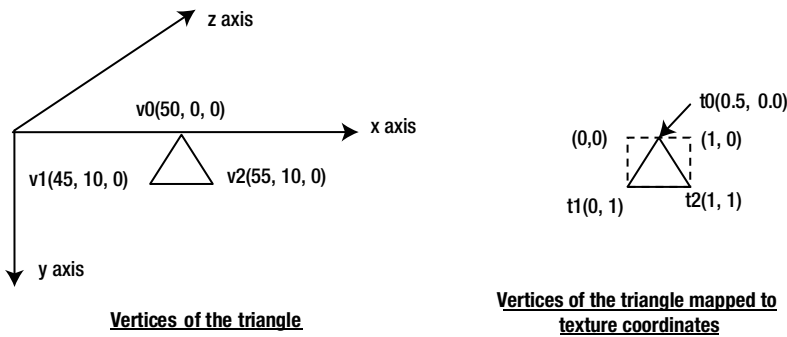 z axis
v0(50, 0, 0)
x axis
v1(45, 10, 0)
v2(55, 10, 0)
y axis
Vertices of the triangle
t0(0.5, 0.0)
(0,0)
(1, 0)
t1(0, 1)
t2(1, 1)
Vertices of the triangle mapped to
texture coordinates